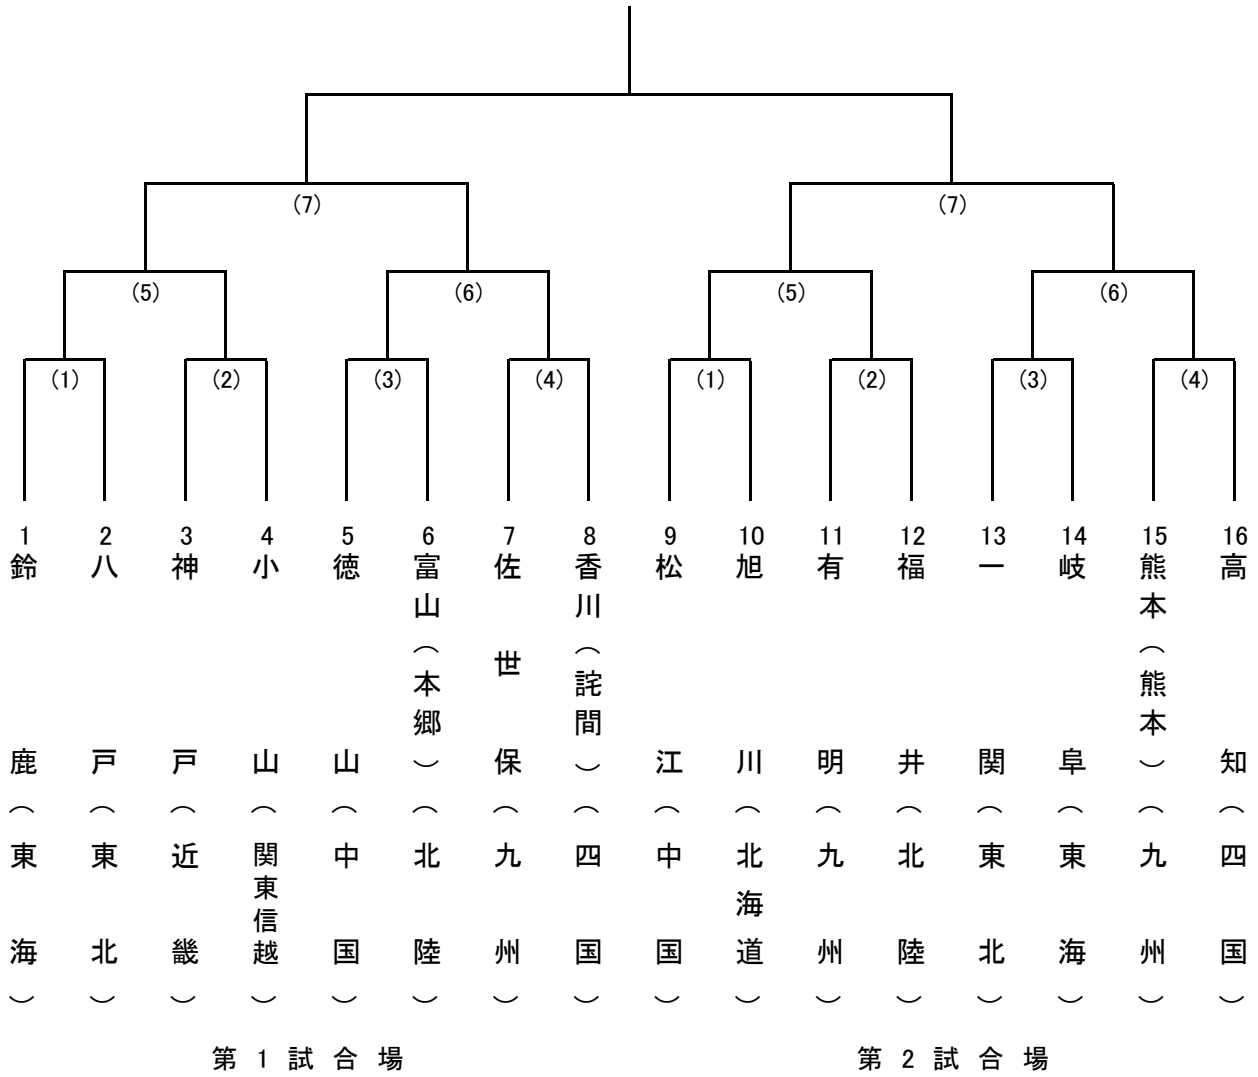 (7)
(7)
(5)
(6)
(5)
(6)
(1)
(2)
(3)
(4)
(1)
(2)
(3)
(4)
1
鈴鹿(東海)
2
八戸(東北)
3
神戸(近畿)
4
小山(関東信越)
5
徳山(中国)
6
富山(本郷)(北陸)
7
佐世保(九州)
8
香川(詫間)(四国)
9
松江(中国)
10
旭川(北海道)
11
有明(九州)
12
福井(北陸)
13
一関(東北)
14
岐阜(東海)
15
熊本(熊本)(九州)
16
高知(四国)
第1試合場
第2試合場